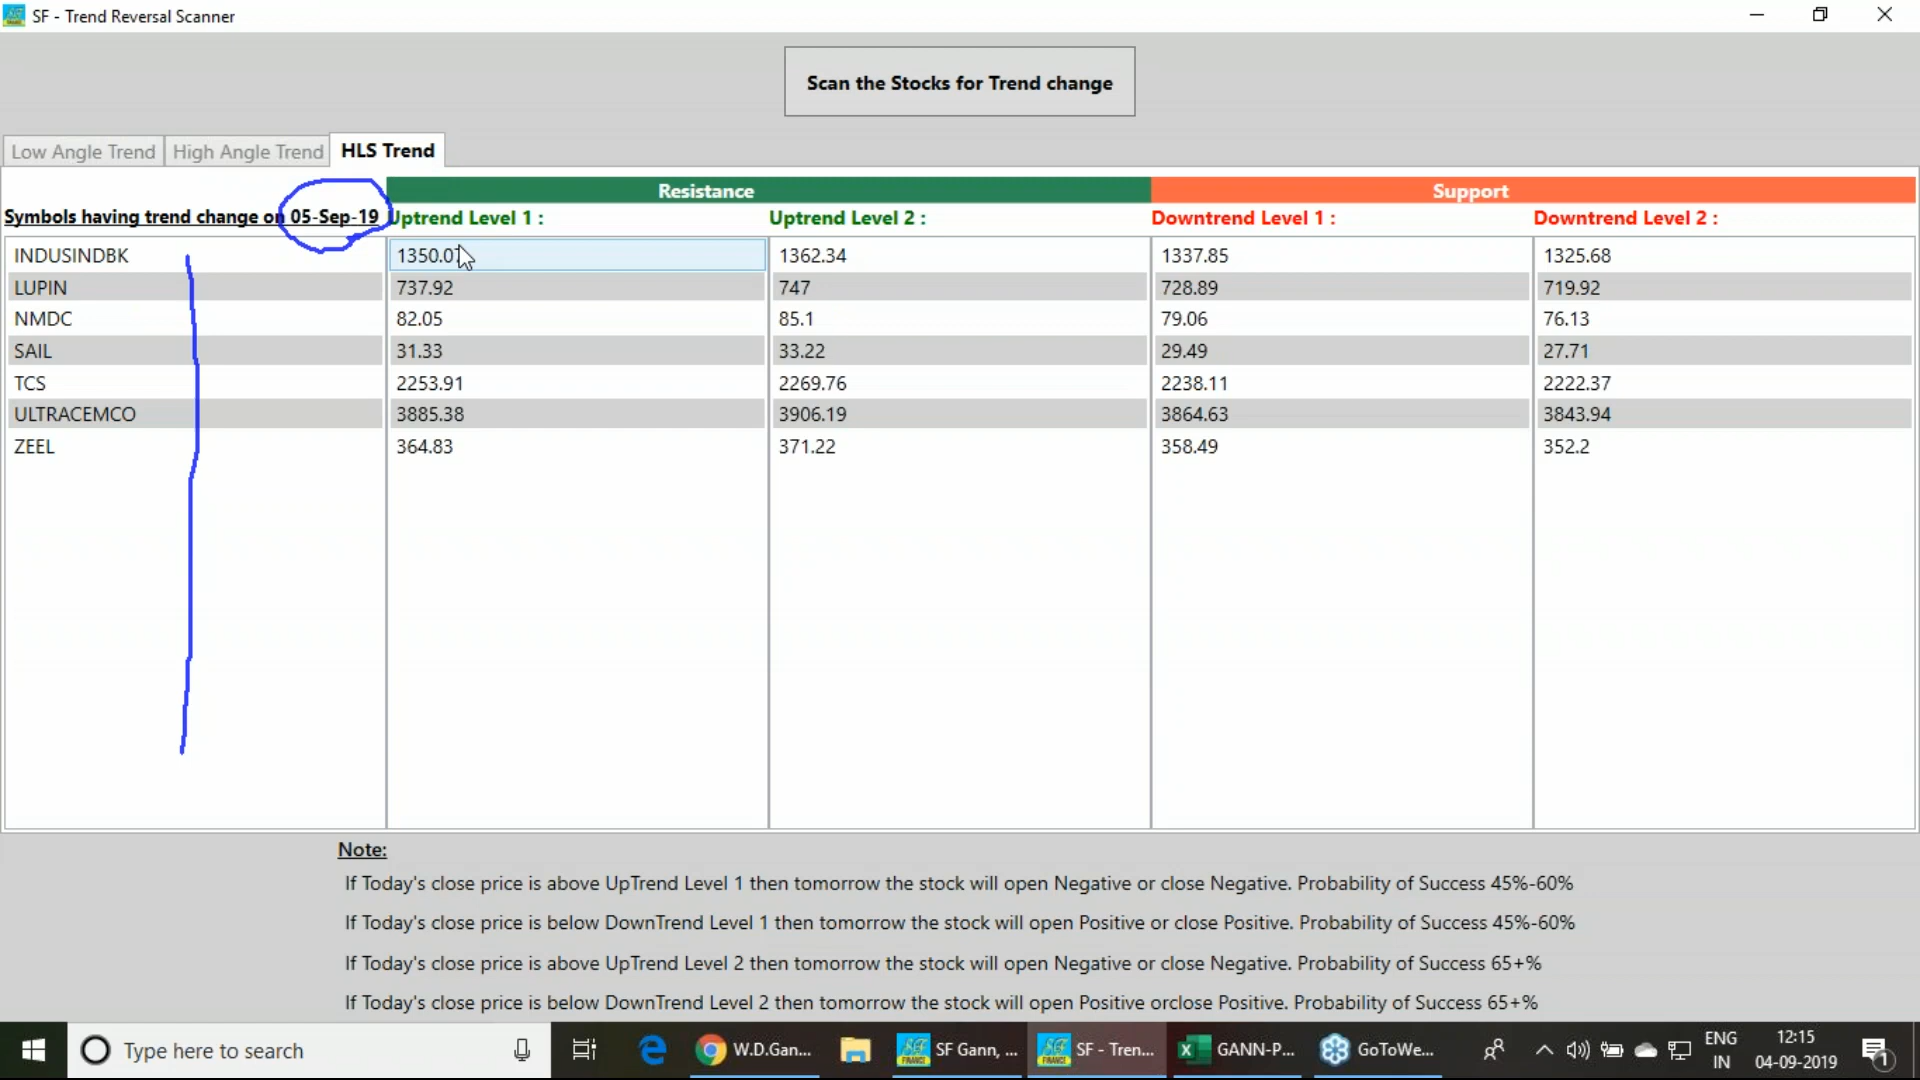 SF - Trend Reversal Scanner
Scan the Stocks for Trend change
Low Angle Trend High Angle Trend HLS Trend
Resistance Support
Symbols having trend change on 05-Sep-19 Uptrend Level 1 : Uptrend Level 2 : Downtrend Level 1 : Downtrend Level 2 :
INDUSINDBK 1350.07 1362.34 1337.85 1325.68
LUPIN 737.92 747 728.89 719.92
NMDC 82.05 85.1 79.06 76.13
SAIL 31.33 33.22 29.49 27.71
TCS 2253.91 2269.76 2238.11 2222.37
ULTRACEMCO 3885.38 3906.19 3864.63 3843.94
ZEEL 364.83 371.22 358.49 352.2
Note:
If Today's close price is above UpTrend Level 1 then tomorrow the stock will open Negative or close Negative. Probability of Success 45%-60%
If Today's close price is below DownTrend Level 1 then tomorrow the stock will open Positive or close Positive. Probability of Success 45%-60%
If Today's close price is above UpTrend Level 2 then tomorrow the stock will open Negative or close Negative. Probability of Success 65+%
If Today's close price is below DownTrend Level 2 then tomorrow the stock will open Positive orclose Positive. Probability of Success 65+%
Type here to search W.D.Gan... SF Gann, ... SF - Tren... GANN-P... GoToWe... ENG 12:15
IN 04-09-2019 1